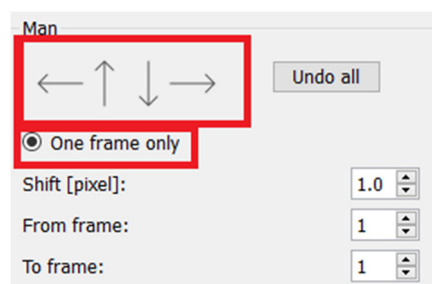 Man
Undo all
One frame only
Shift [pixel]: 1.0
From frame: 1
To frame: 1